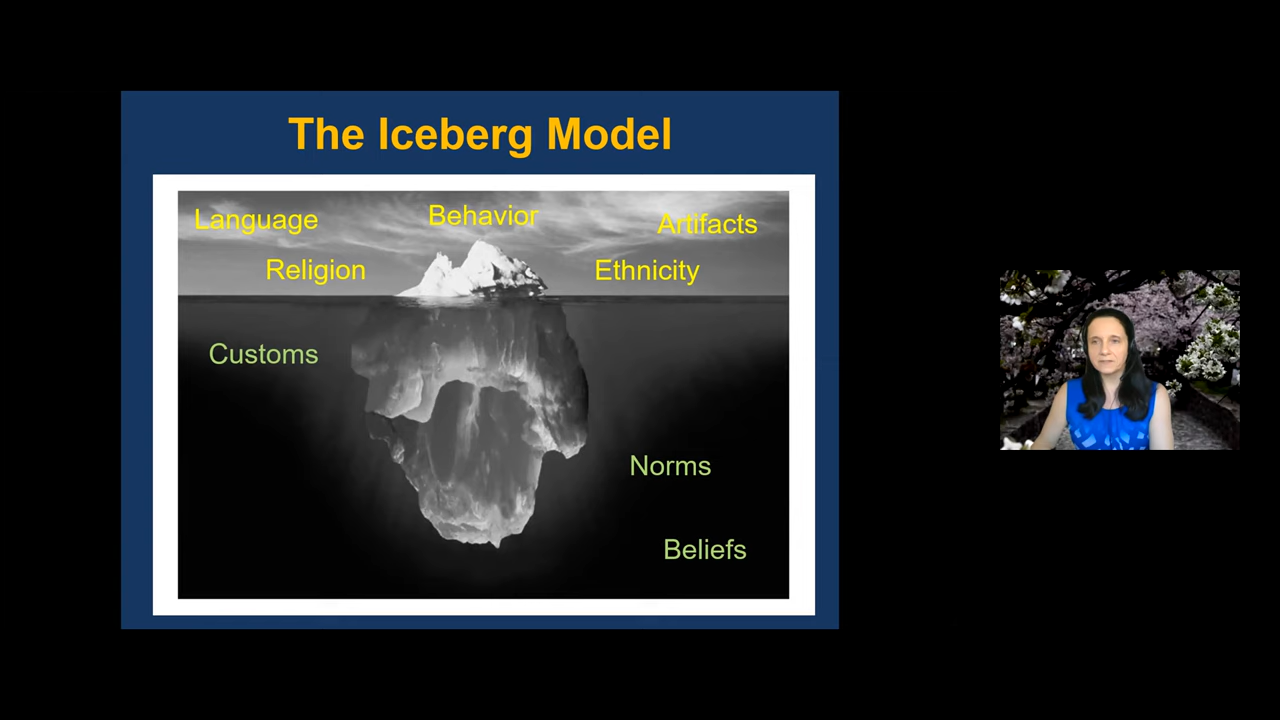 The Iceberg Model
Language
Behavior
Artifacts
Religion
Ethnicity
Customs
Norms
Beliefs